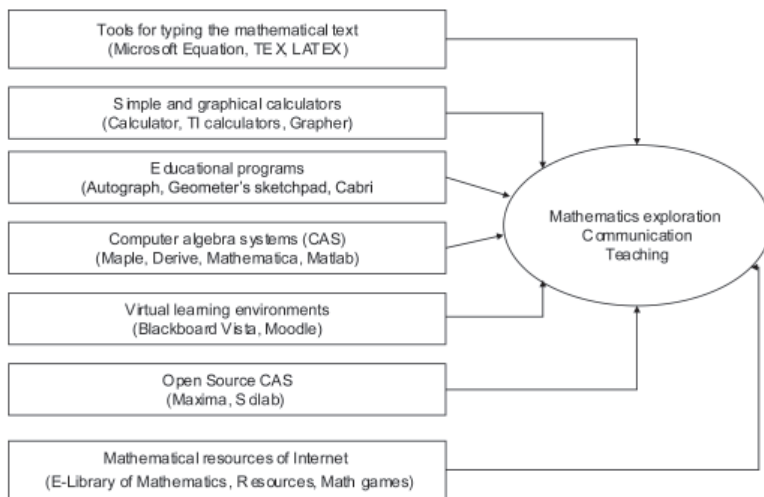 Tools for typing the mathematical text
(Microsoft Equation, TEX, LATEX)
Simple and graphical calculators
(Calculator, TI calculators, Grapher)
Educational programs
(Autograph, Geometer's sketchpad, Cabri
Computer algebra systems (CAS)
(Maple, Derive, Mathematica, Matlab)
Virtual learning environments
(Blackboard Vista, Moodle)
Open Source CAS
(Maxima, Sdlab)
Mathematical resources of Internet
(E-Library of Mathematics, Resources, Math games)
Mathematics exploration
Communication
Teaching